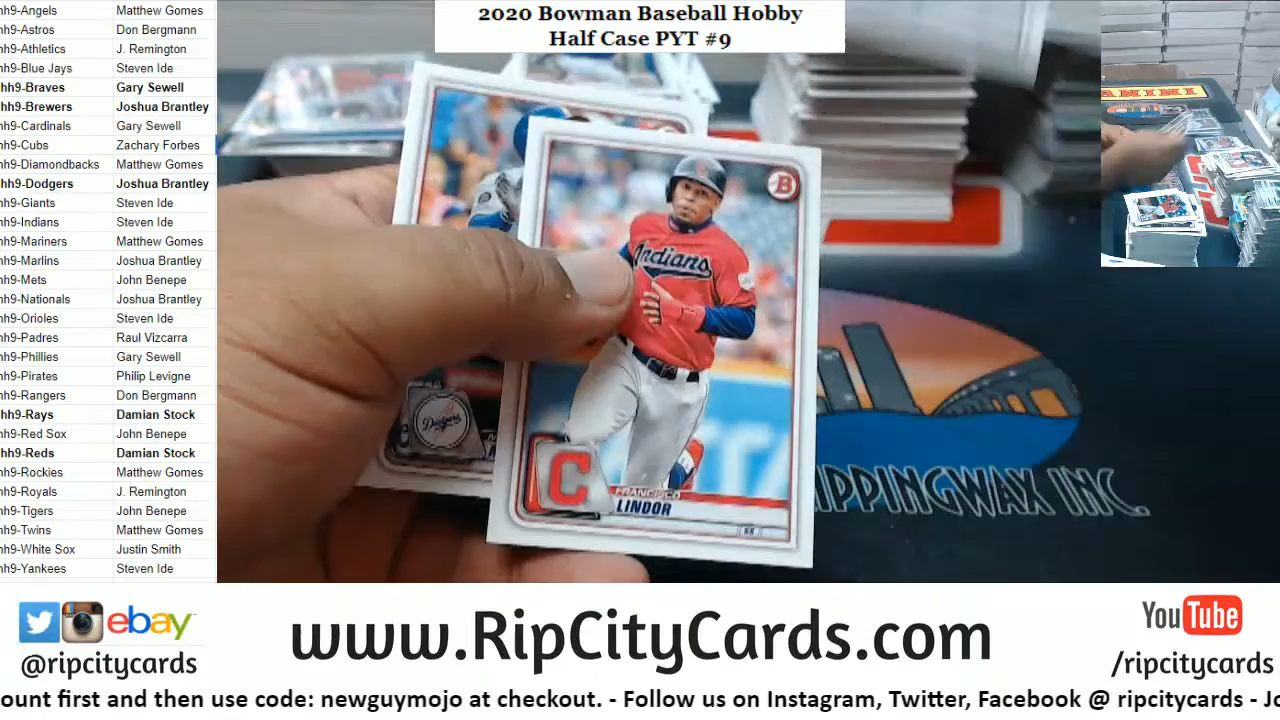 2020 Bowman Baseball Hobby
Half Case PYT #9
hh9-Angels Matthew Gomes
hh9-Astros Don Bergmann
hh9-Athletics J. Remington
hh9-Blue Jays Steven Ide
hh9-Braves Gary Sewell
hh9-Brewers Joshua Brantley
hh9-Cardinals Gary Sewell
hh9-Cubs Zachary Forbes
hh9-Diamondbacks Matthew Gomes
hh9-Dodgers Joshua Brantley
hh9-Giants Steven Ide
hh9-Indians Steven Ide
hh9-Mariners Matthew Gomes
hh9-Marlins Joshua Brantley
hh9-Mets John Benepe
hh9-Nationals Joshua Brantley
hh9-Orioles Steven Ide
hh9-Padres Raul Vizcarra
hh9-Phillies Gary Sewell
hh9-Pirates Philip Levigne
hh9-Rangers Don Bergmann
hh9-Rays Damian Stock
hh9-Red Sox John Benepe
hh9-Reds Damian Stock
hh9-Rockies Matthew Gomes
hh9-Royals J. Remington
hh9-Tigers John Benepe
hh9-Twins Matthew Gomes
hh9-White Sox Justin Smith
hh9-Yankees Steven Ide
B
Indians
C
FRANCISCO
LINDOR
Dodgers
IPPINGWAX INC.
PANINI
ebay
@ripcitycards
www.RipCityCards.com
YouTube
/ripcitycards
ount first and then use code: newguymojo at checkout. - Follow us on Instagram, Twitter, Facebook @ ripcitycards - Jo